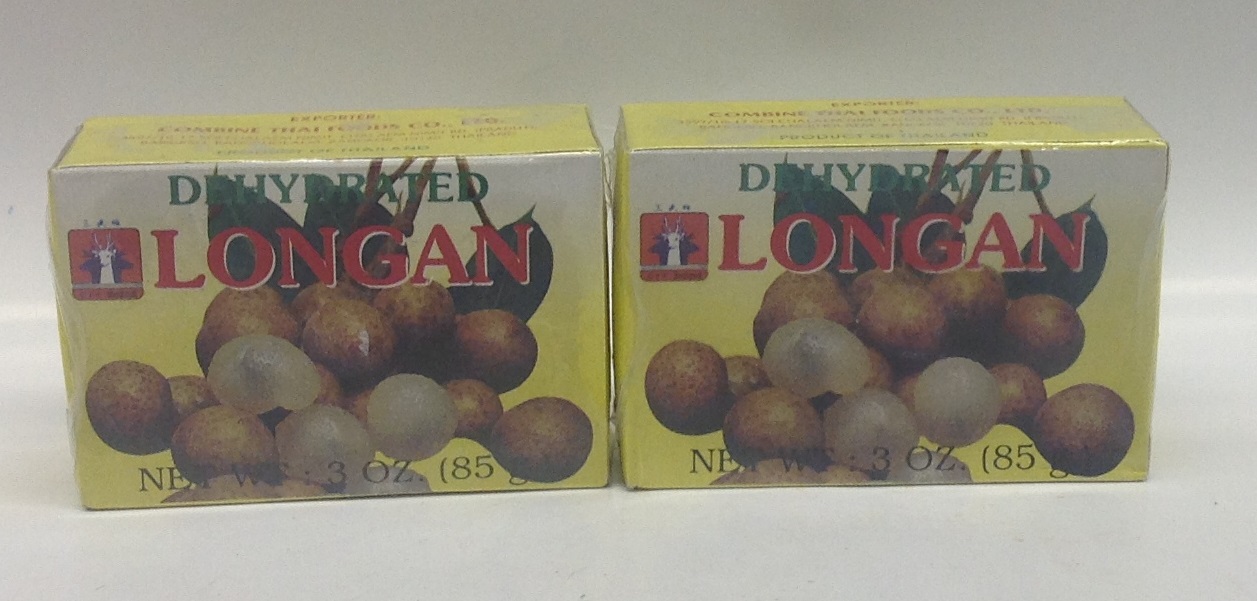 EXPORTER:
COMBINE THAI FOODS CO.,
PRODUCT OF THAILAND
DEHYDRATED
LONGAN
NET WT : 3 OZ. (85 g
EXPORTER:
COMBINE THAI FOODS CO., LTD.
PRODUCT OF THAILAND
DEHYDRATED
LONGAN
NET WT : 3 OZ. (85 g